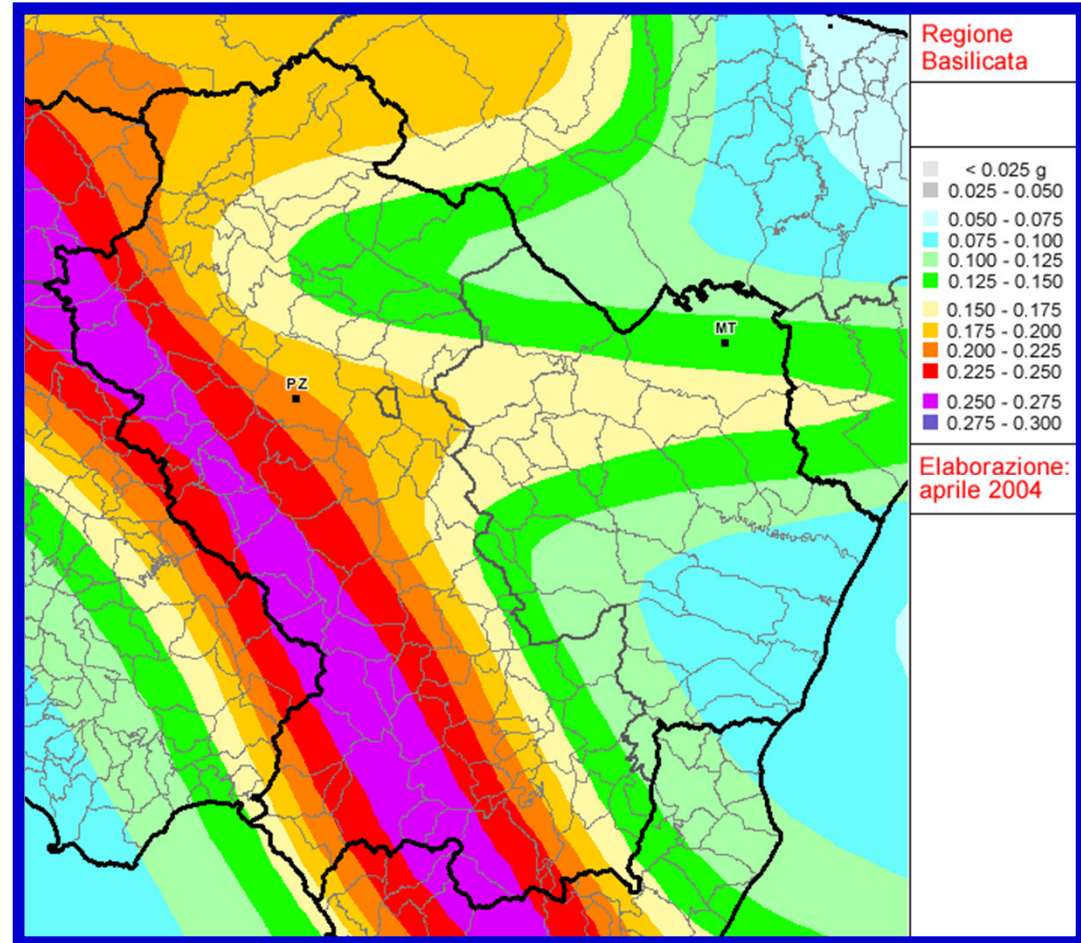 Regione
Basilicata
< 0.025 g
0.025 - 0.050
0.050 - 0.075
0.075 - 0.100
0.100 - 0.125
0.125 - 0.150
0.150 - 0.175
0.175 - 0.200
0.200 - 0.225
0.225 - 0.250
0.250 - 0.275
0.275 - 0.300
Elaborazione:
aprile 2004
MT
PZ